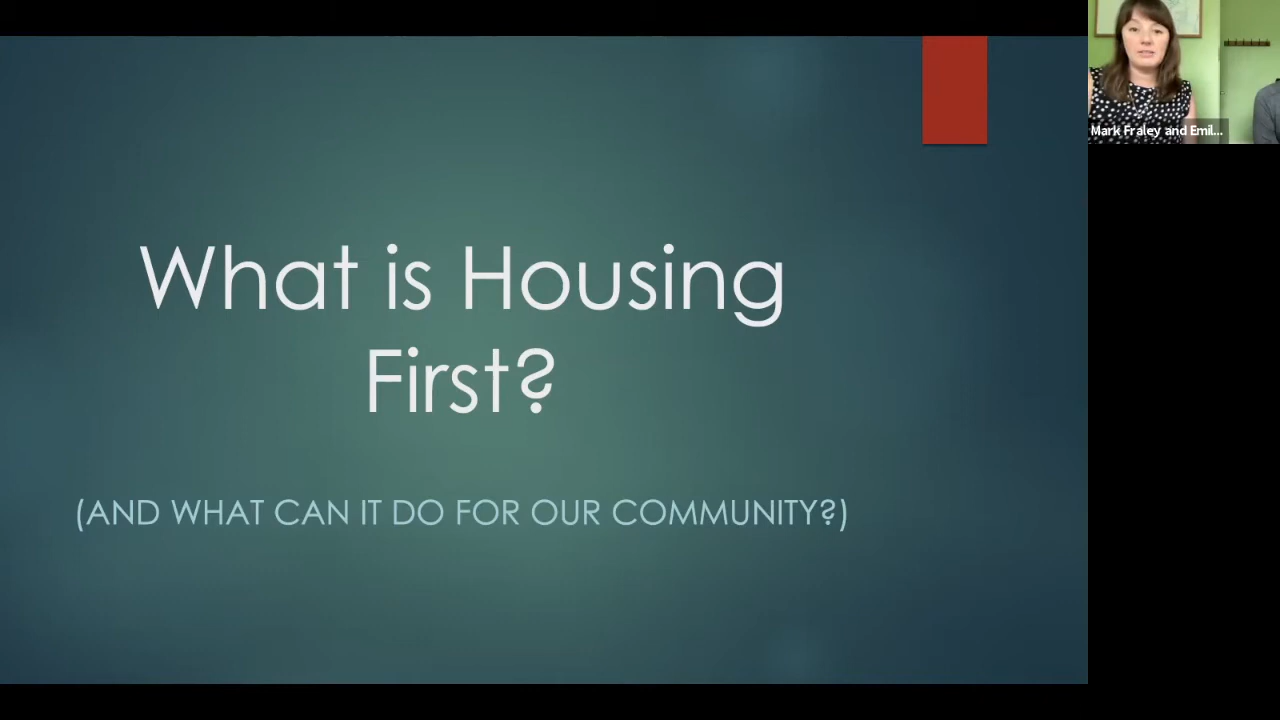 What is Housing
First?
(AND WHAT CAN IT DO FOR OUR COMMUNITY?)
Mark Fraley and Emil...